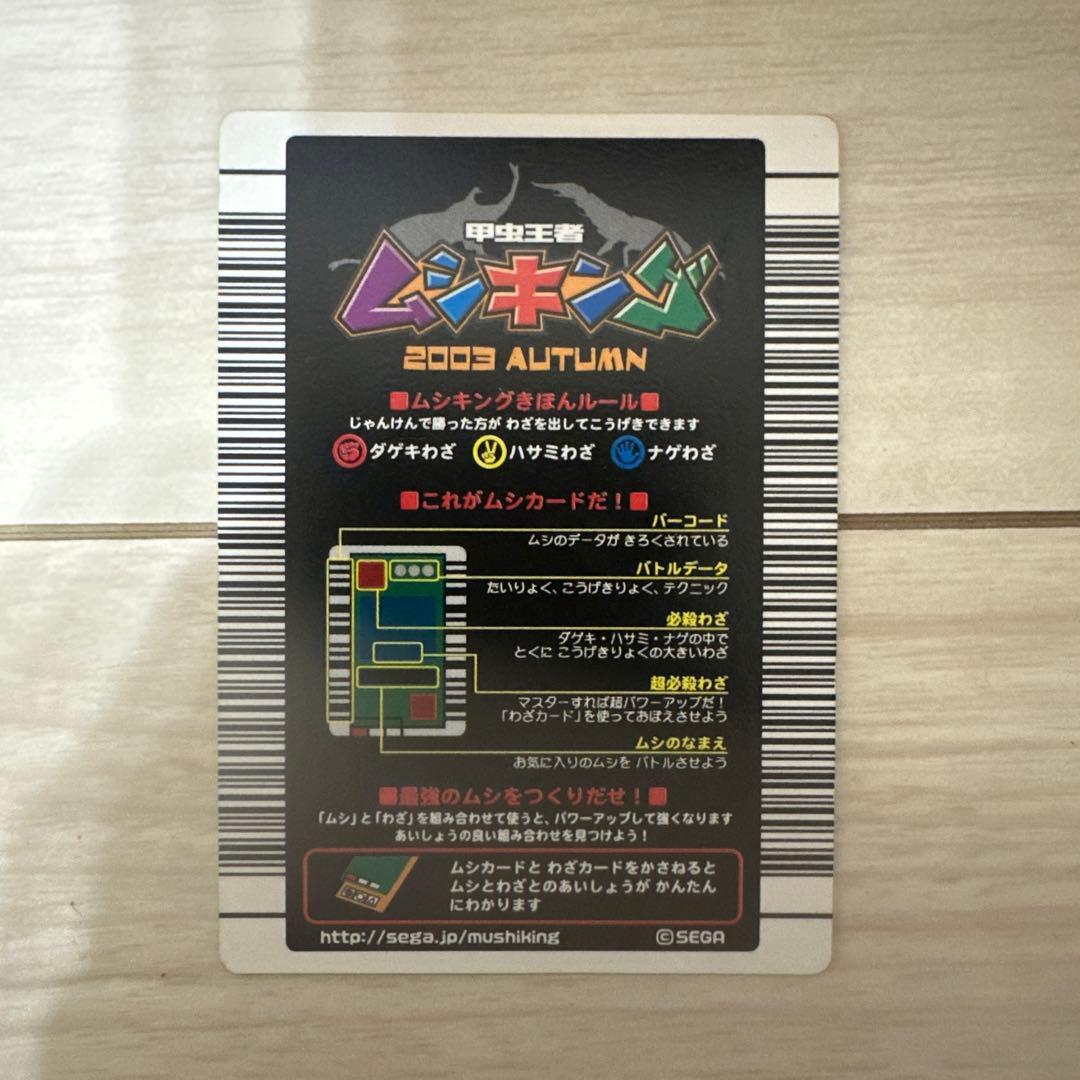 甲虫王者
ムシキング
2003 AUTUMN
■ムシキングきほんルール■
じゃんけんで勝った方が わざを出してこうげきできます
ダゲキわざ ハサミわざ ナゲわざ
■これがムシカードだ！■
バーコード
ムシのデータが きろくされている
バトルデータ
たいりょく、こうげきりょく、テクニック
必殺わざ
ダゲキ・ハサミ・ナゲの中で
とくに こうげきりょくの大きいわざ
超必殺わざ
マスターすれば超パワーアップだ！
「わざカード」を使っておぼえさせよう
ムシのなまえ
お気に入りのムシを バトルさせよう
■最強のムシをつくりだせ！■
「ムシ」と「わざ」を組み合わせて使うと、パワーアップして強くなります
あいしょうの良い組み合わせを見つけよう！
ムシカードと わざカードをかさねると
ムシとわざとのあいしょうが かんたん
にわかります
http://sega.jp/mushiking ©SEGA